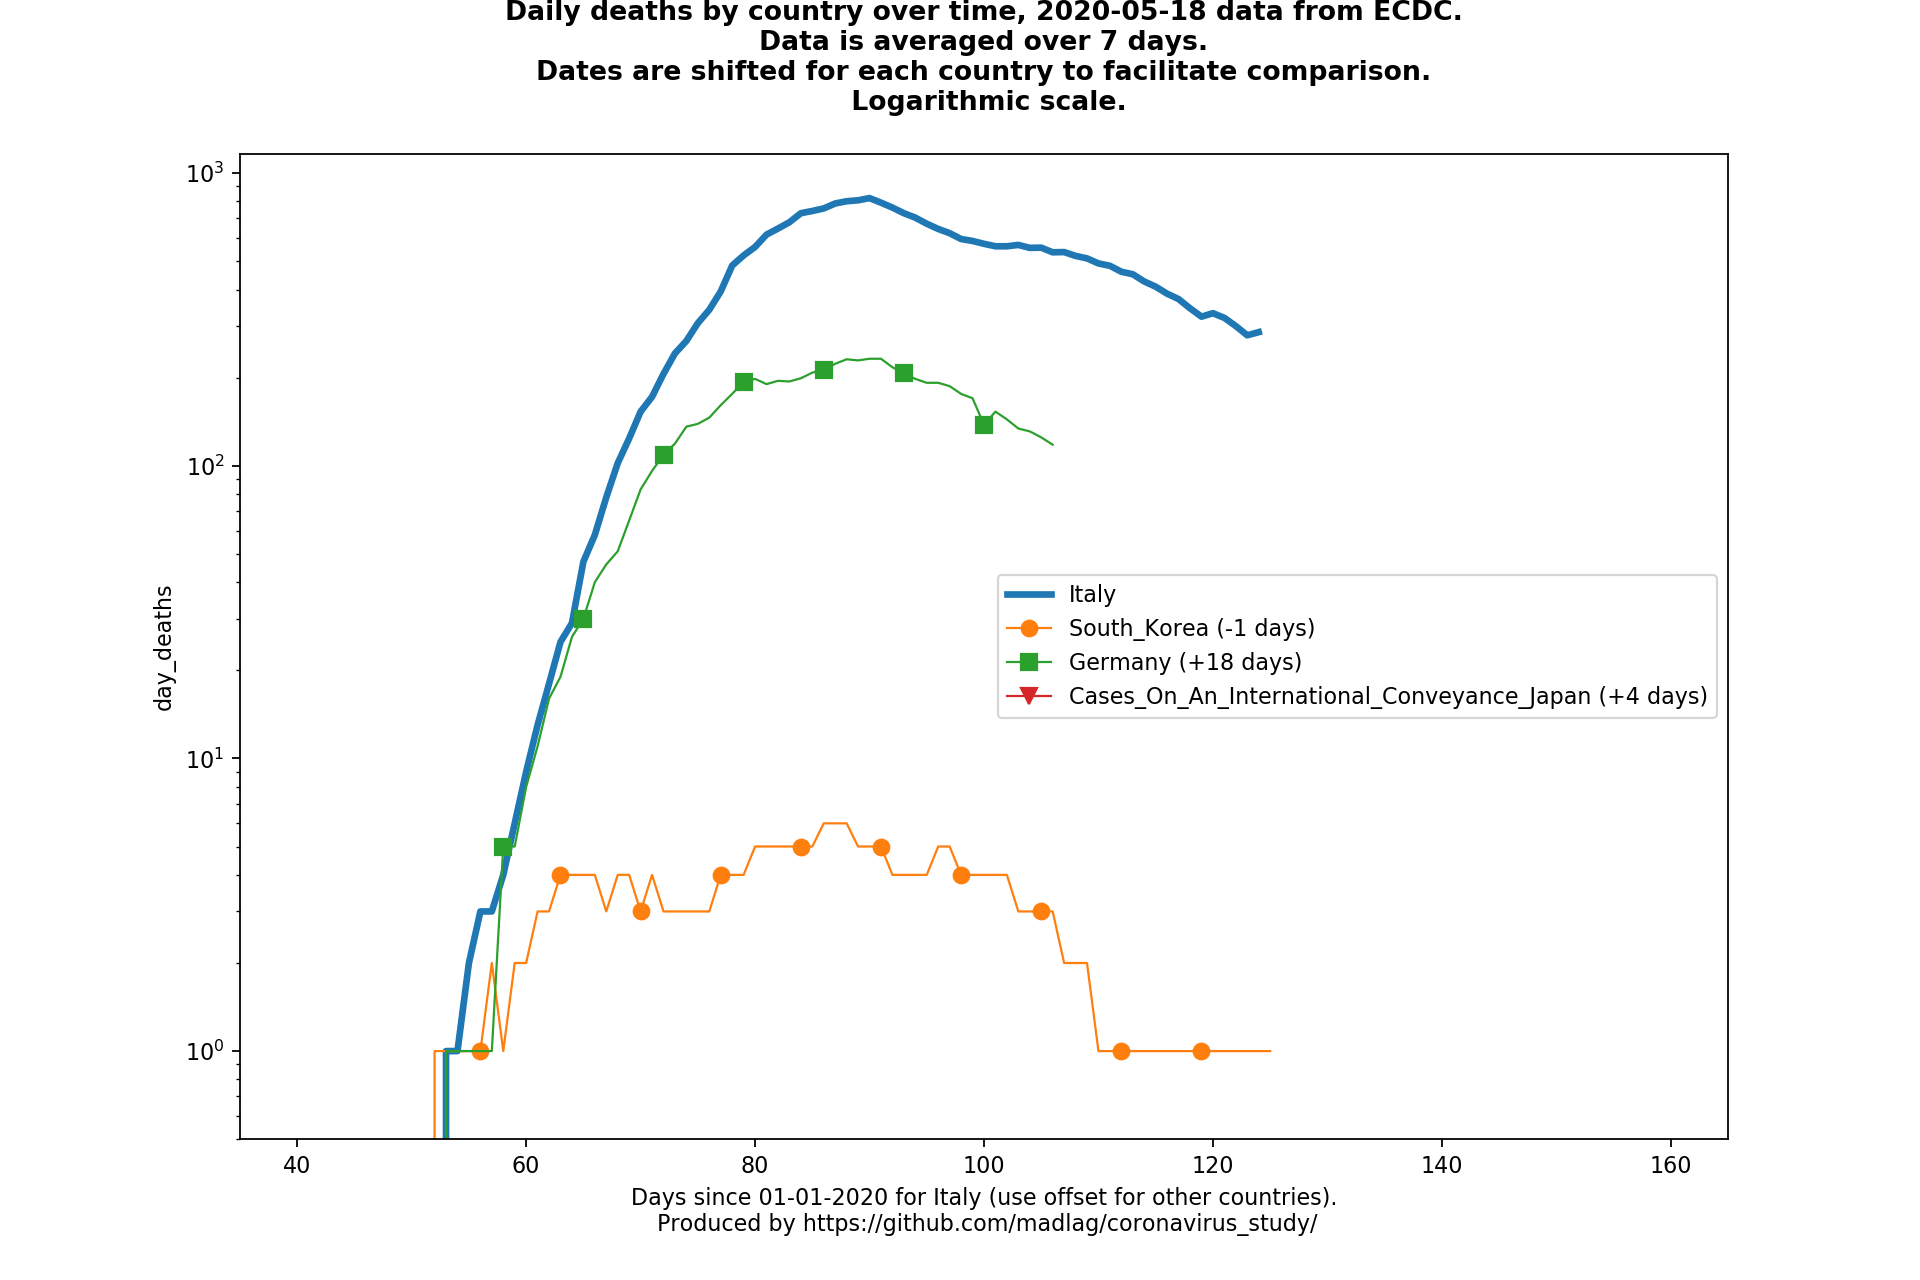 Daily deaths by country over time, 2020-05-18 data from ECDC.
Data is averaged over 7 days.
Dates are shifted for each country to facilitate comparison.
Logarithmic scale.
10³
10²
10¹
10⁰
day_deaths
Italy
South_Korea (-1 days)
Germany (+18 days)
Cases_On_An_International_Conveyance_Japan (+4 days)
40 60 80 100 120 140 160
Days since 01-01-2020 for Italy (use offset for other countries).
Produced by https://github.com/madlag/coronavirus_study/